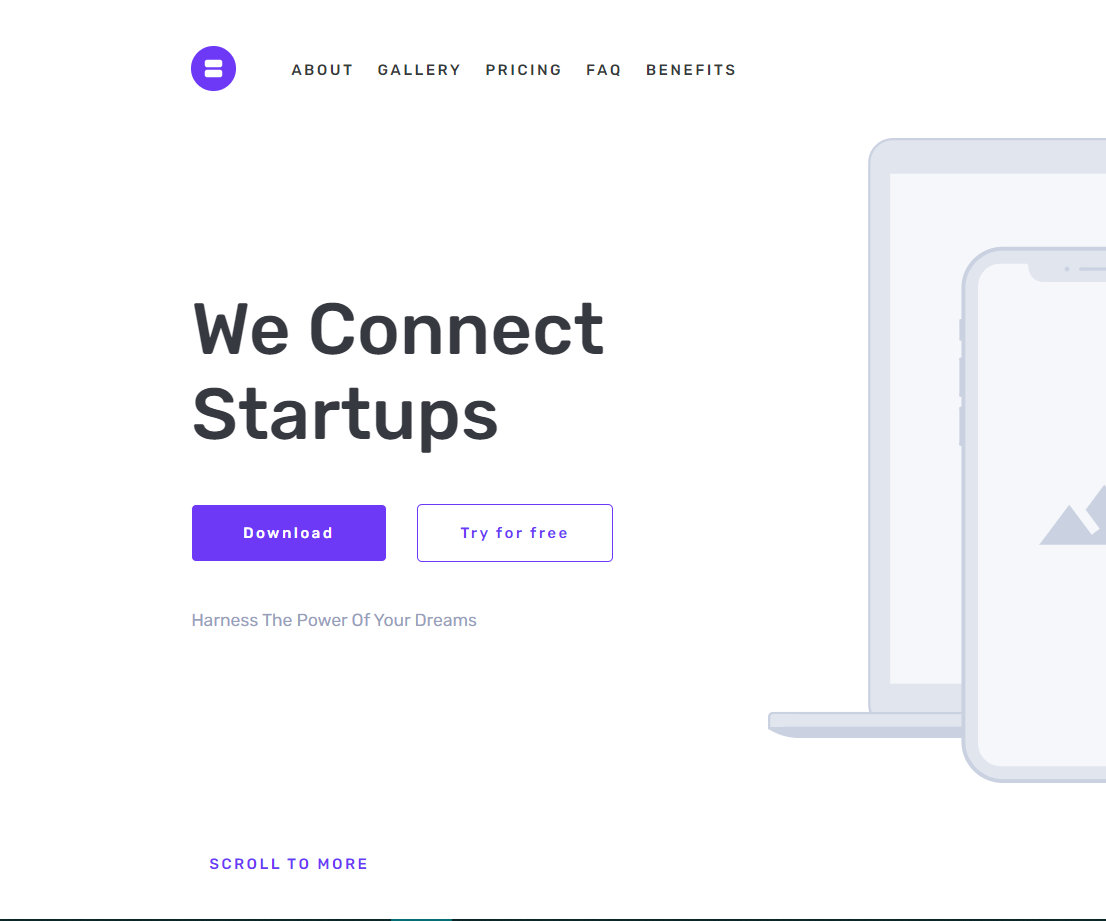 ABOUT GALLERY PRICING FAQ BENEFITS
We Connect
Startups
Download Try for free
Harness The Power Of Your Dreams
SCROLL TO MORE